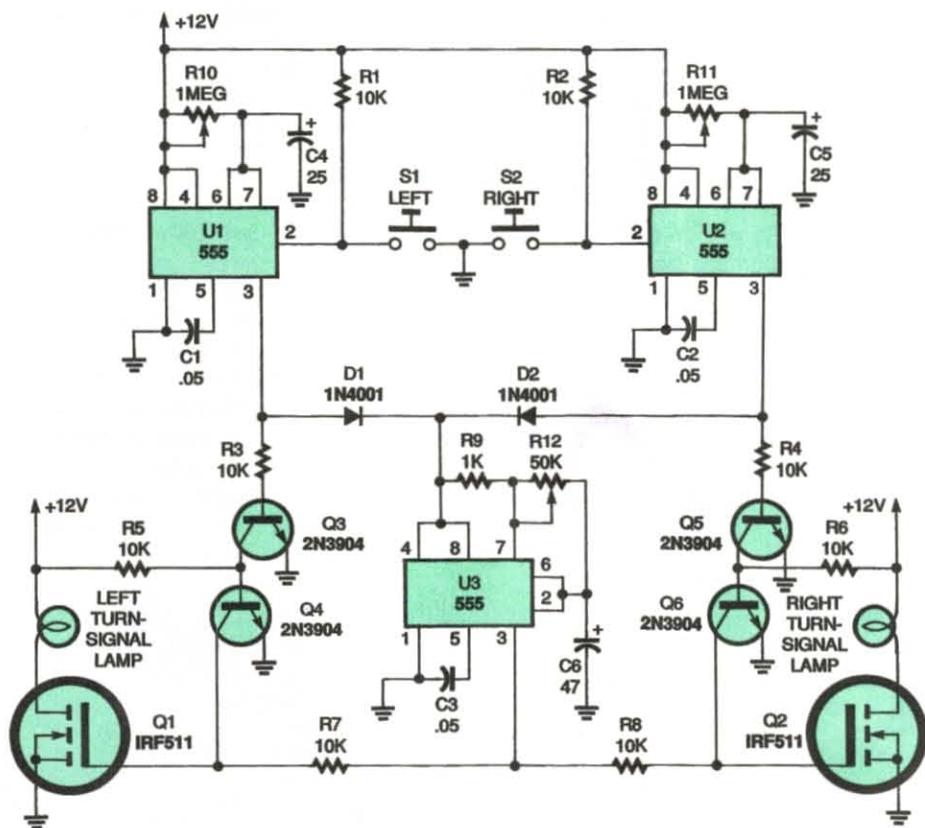 +12V
R10
1MEG
R1
10K
R2
10K
R11
1MEG
+
C4
25
+
C5
25
S1
LEFT
S2
RIGHT
8
4
6
7
U1
555
2
1
5
3
8
4
6
7
2
U2
555
1
5
3
C1
.05
C2
.05
D1
1N4001
D2
1N4001
R3
10K
R9
1K
R12
50K
R4
10K
+12V
R5
10K
Q3
2N3904
4
8
7
6
2
U3
555
1
5
3
Q5
2N3904
R6
10K
+12V
LEFT
TURN-
SIGNAL
LAMP
Q4
2N3904
Q6
2N3904
RIGHT
TURN-
SIGNAL
LAMP
+
C6
47
C3
.05
Q1
IRF511
R7
10K
R8
10K
Q2
IRF511